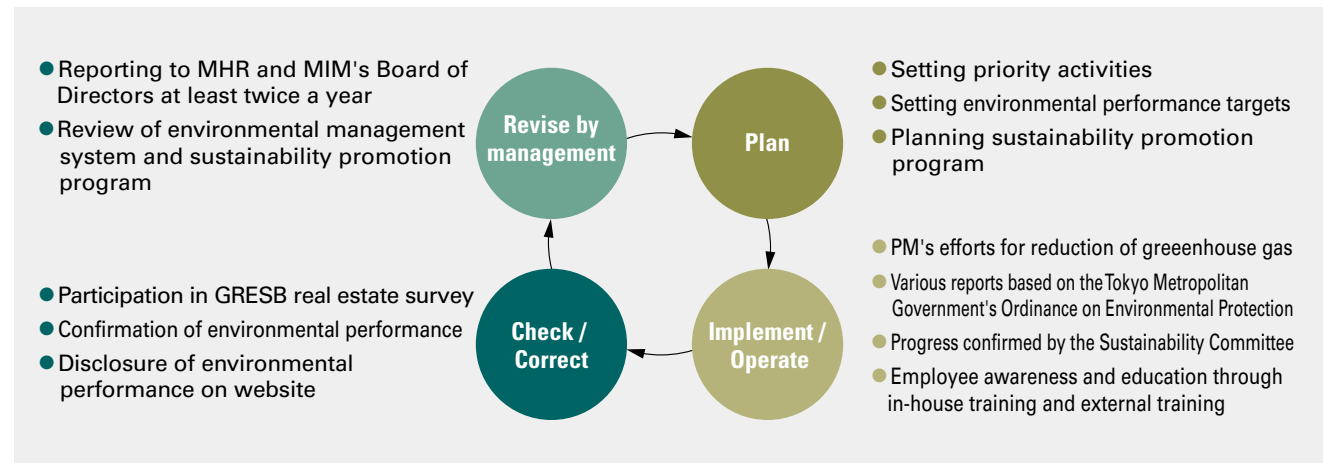 ● Reporting to MHR and MIM's Board of
Directors at least twice a year
● Review of environmental management
system and sustainability promotion
program
Revise by
management
Plan
● Setting priority activities
● Setting environmental performance targets
● Planning sustainability promotion
program
● Participation in GRESB real estate survey
● Confirmation of environmental performance
● Disclosure of environmental
performance on website
Check /
Correct
Implement /
Operate
● PM's efforts for reduction of greeenhouse gas
● Various reports based on the Tokyo Metropolitan
Government's Ordinance on Environmental Protection
● Progress confirmed by the Sustainability Committee
● Employee awareness and education through
in-house training and external training